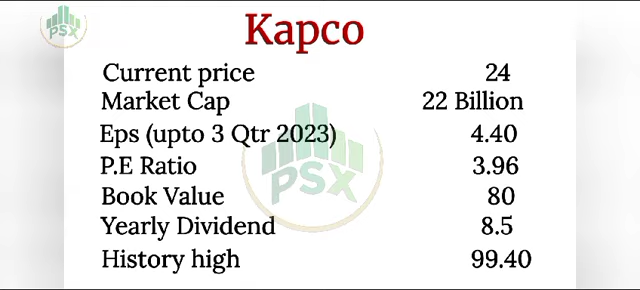 PSX
Kapco
Current price 24
Market Cap 22 Billion
Eps (upto 3 Qtr 2023) 4.40
P.E Ratio 3.96
PSX
Book Value 80
Yearly Dividend 8.5
History high 99.40